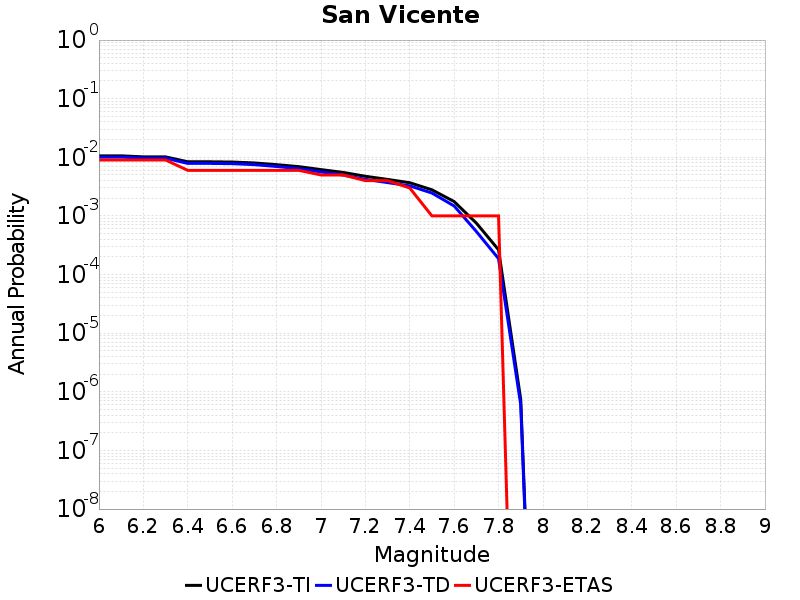 San Vicente
10^0
10^-1
10^-2
10^-3
10^-4
10^-5
10^-6
10^-7
10^-8
Annual Probability
6 6.2 6.4 6.6 6.8 7 7.2 7.4 7.6 7.8 8 8.2 8.4 8.6 8.8 9
Magnitude
UCERF3-TI UCERF3-TD UCERF3-ETAS